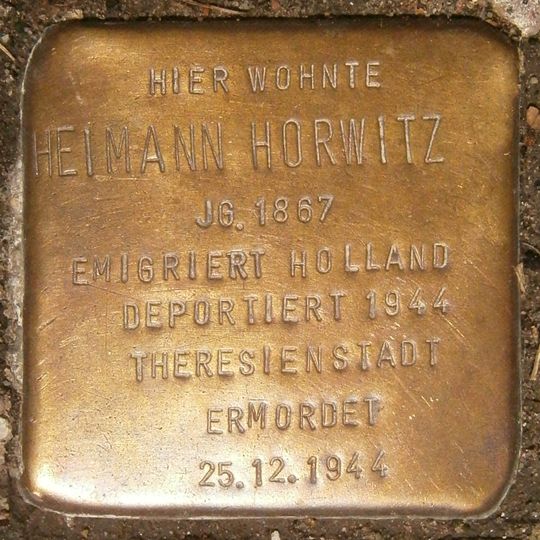 HIER WOHNTE
HEIMANN HORWITZ
JG. 1867
EMIGRIERT HOLLAND
DEPORTIERT 1944
THERESIENSTADT
ERMORDET
25.12.1944